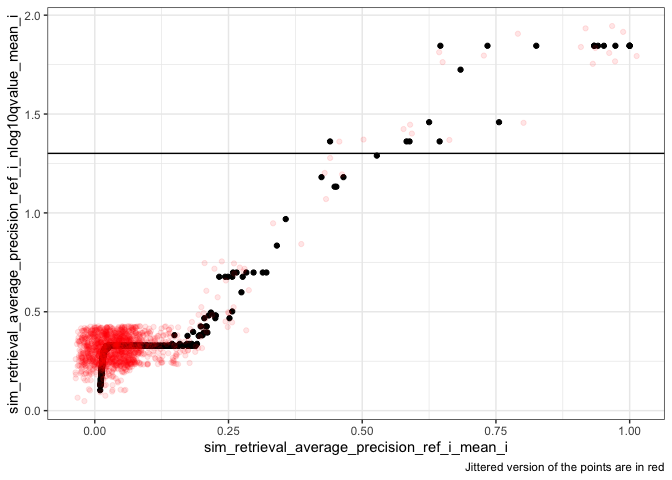 sim_retrieval_average_precision_ref_i_nlog10qvalue_mean_i
2.0
1.5
1.0
0.5
0.0
0.00 0.25 0.50 0.75 1.00
sim_retrieval_average_precision_ref_i_mean_i
Jittered version of the points are in red